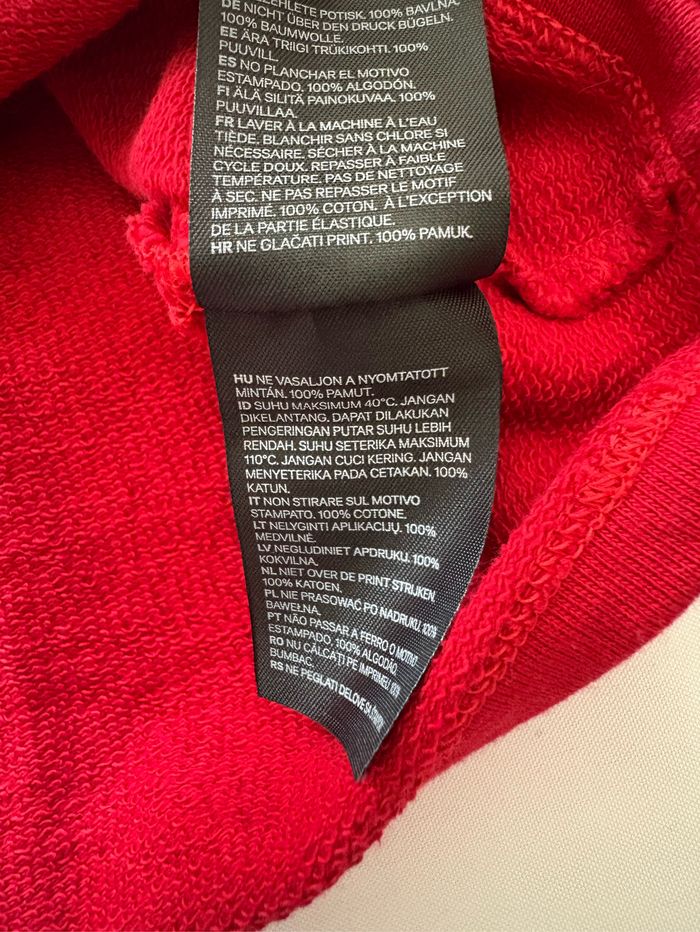 100% BAVLNA.
DE NICHT ÜBER DEN DRUCK BÜGELN.
100% BAUMWOLLE.
EE ÄRA TRIIGI TRÜKIKOHTI. 100%
PUUVILL.
ES NO PLANCHAR EL MOTIVO
ESTAMPADO. 100% ALGODÓN.
FI ÄLÄ SILITÄ PAINOKUVAA. 100%
PUUVILLAA.
FR LAVER À LA MACHINE À L'EAU
TIÈDE. BLANCHIR SANS CHLORE SI
NÉCESSAIRE. SÉCHER À LA MACHINE
CYCLE DOUX. REPASSER À FAIBLE
TEMPÉRATURE. PAS DE NETTOYAGE
À SEC. NE PAS REPASSER LE MOTIF
IMPRIMÉ. 100% COTON. À L'EXCEPTION
DE LA PARTIE ÉLASTIQUE.
HR NE GLAČATI PRINT. 100% PAMUK.
HU NE VASALJON A NYOMTATOTT
MINTÁN. 100% PAMUT.
ID SUHU MAKSIMUM 40°C. JANGAN
DIKELANTANG. DAPAT DILAKUKAN
PENGERINGAN PUTAR SUHU LEBIH
RENDAH. SUHU SETERIKA MAKSIMUM
110°C. JANGAN CUCI KERING. JANGAN
MENYETERIKA PADA CETAKAN. 100%
KATUN.
IT NON STIRARE SUL MOTIVO
STAMPATO. 100% COTONE.
LT NELYGINTI APLIKACIJŲ. 100%
MEDVILNĖ.
LV NEGLUDINIET APDRUKU. 100%
KOKVILNA.
NL NIET OVER DE PRINT STRIJKEN
100% KATOEN.
PL NIE PRASOWAĆ PO NADRUKU. 100%
BAWEŁNA.
PT NÃO PASSAR A FERRO O MOTIVO
ESTAMPADO. 100% ALGODÃO.
RO NU CĂLCAȚI PE IMPRIMEU. 100%
BUMBAC.
RS NE PEGLATI DELOVE SA